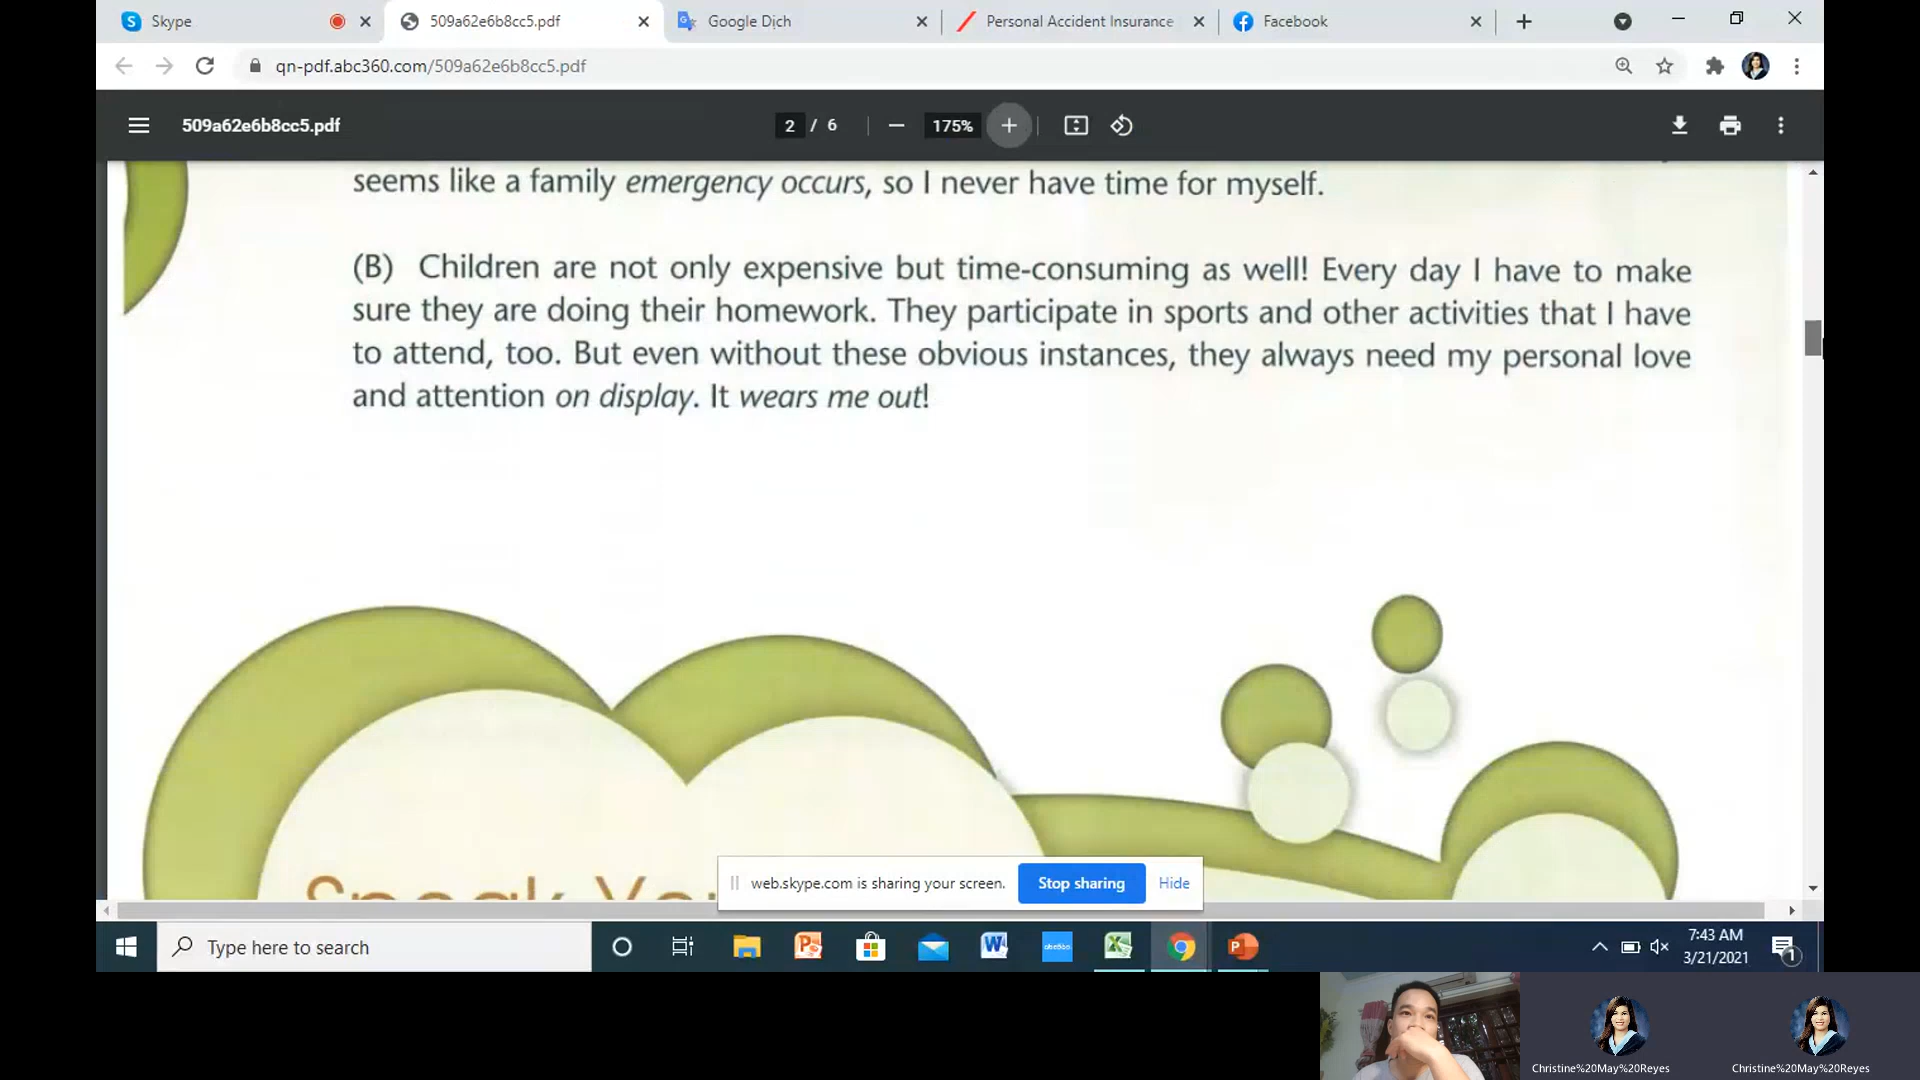 Skype
509a62e6b8cc5.pdf
Google Dịch
Personal Accident Insurance
Facebook
qn-pdf.abc360.com/509a62e6b8cc5.pdf
509a62e6b8cc5.pdf
2 / 6
175%
seems like a family emergency occurs, so I never have time for myself.
(B) Children are not only expensive but time-consuming as well! Every day I have to make
sure they are doing their homework. They participate in sports and other activities that I have
to attend, too. But even without these obvious instances, they always need my personal love
and attention on display. It wears me out!
web.skype.com is sharing your screen.
Stop sharing
Hide
Type here to search
7:43 AM
3/21/2021
1
Christine%20May%20Reyes
Christine%20May%20Reyes